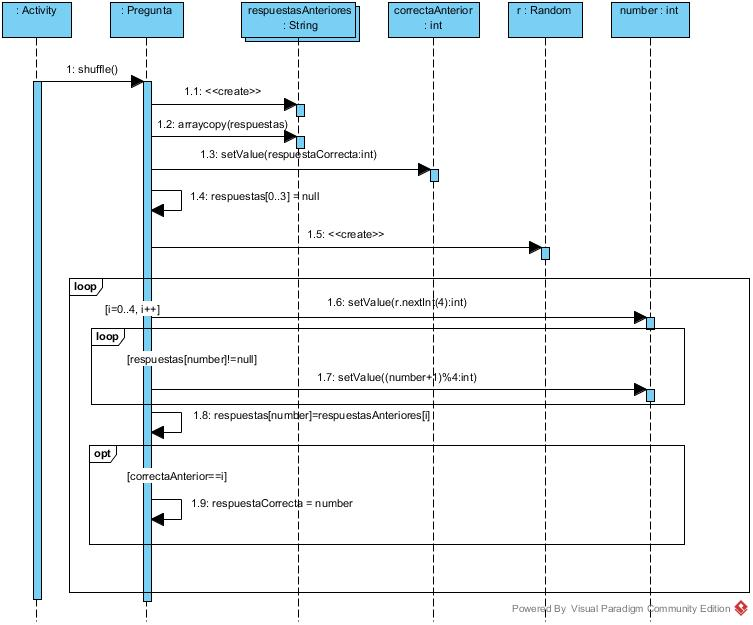 : Activity
: Pregunta
respuestasAnteriores
: String
correctaAnterior
: int
r : Random
number : int
1: shuffle()
1.1: <<create>>
1.2: arraycopy(respuestas)
1.3: setValue(respuestaCorrecta:int)
1.4: respuestas[0..3] = null
1.5: <<create>>
loop
[i=0..4, i++]
1.6: setValue(r.nextInt(4):int)
loop
[respuestas[number]!=null]
1.7: setValue((number+1)%4:int)
1.8: respuestas[number]=respuestasAnteriores[i]
opt
[correctaAnterior==i]
1.9: respuestaCorrecta = number
Powered By Visual Paradigm Community Edition